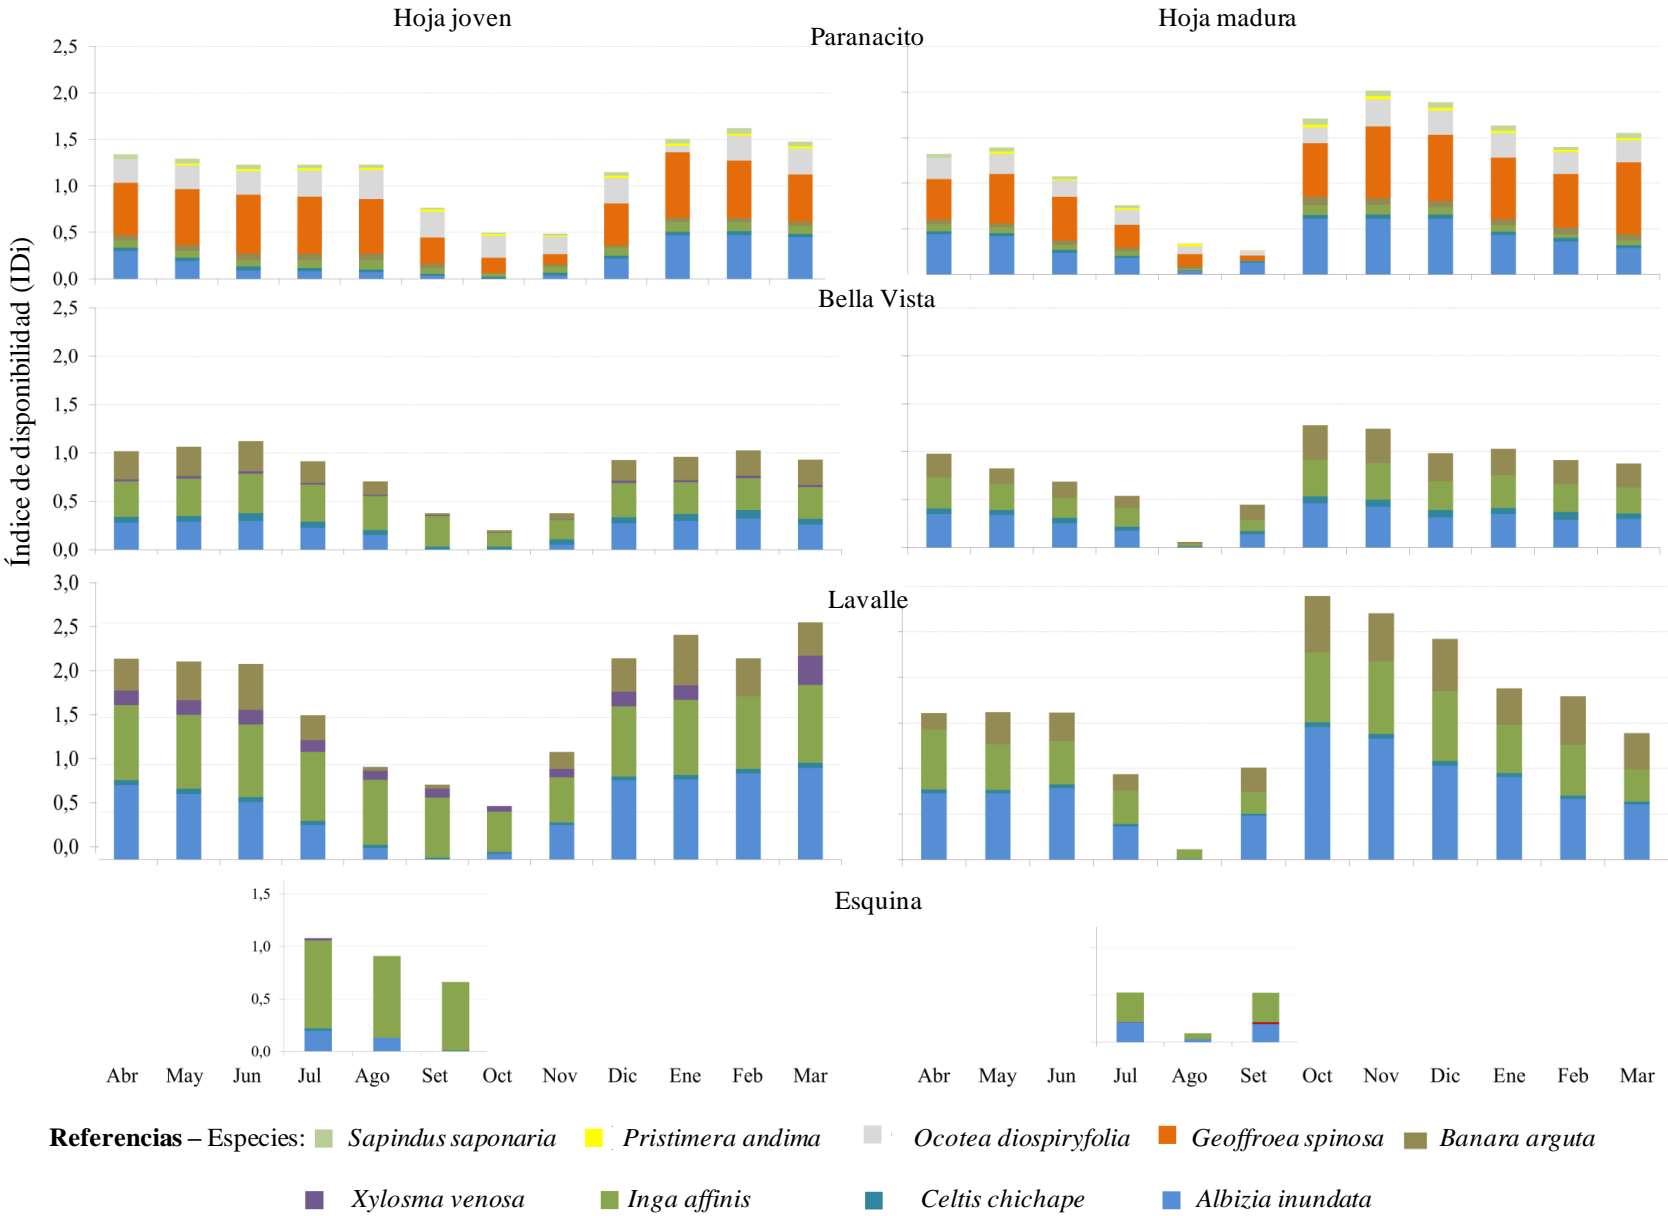 Hoja joven
Hoja madura
Paranacito
2,5
2,0
1,5
1,0
0,5
0,0
Índice de disponibilidad (IDi)
Bella Vista
2,5
2,0
1,5
1,0
0,5
0,0
Lavalle
3,0
2,5
2,0
1,5
1,0
0,5
0,0
Esquina
1,5
1,0
0,5
0,0
Abr May Jun Jul Ago Set Oct Nov Dic Ene Feb Mar
Abr May Jun Jul Ago Set Oct Nov Dic Ene Feb Mar
Referencias – Especies: Sapindus saponaria Pristimera andima Ocotea diospiryfolia Geoffroea spinosa Banara arguta
Xylosma venosa Inga affinis Celtis chichape Albizia inundata